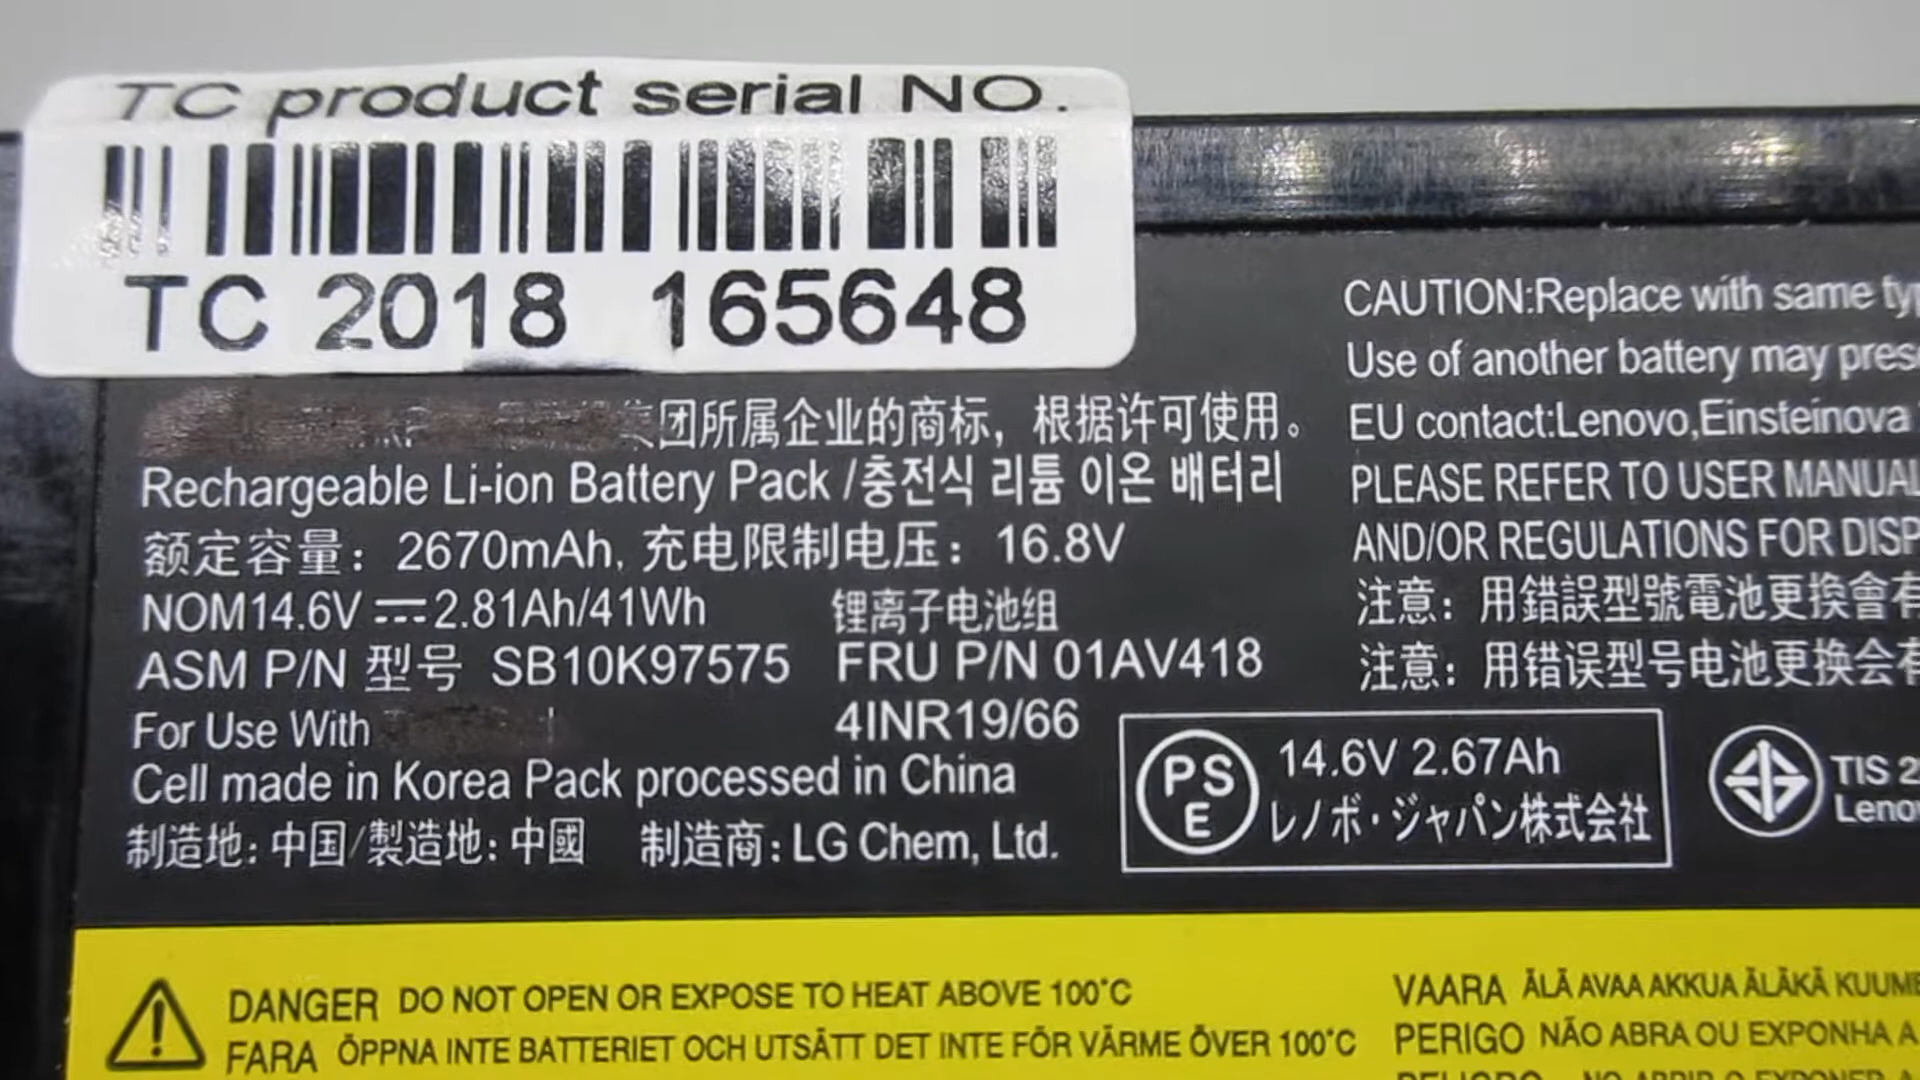 TC product serial NO.
TC 2018 165648
团所属企业的商标，根据许可使用。
Rechargeable Li-ion Battery Pack /충전식 리튬 이온 배터리
额定容量：2670mAh, 充电限制电压：16.8V
NOM14.6V ⎓2.81Ah/41Wh 锂离子电池组
ASM P/N 型号 SB10K97575 FRU P/N 01AV418
For Use With 4INR19/66
Cell made in Korea Pack processed in China
制造地: 中国/製造地: 中國 制造商: LG Chem, Ltd.
CAUTION:Replace with same
Use of another battery may
EU contact:Lenovo,Einsteinova
PLEASE REFER TO USER MANUAL
AND/OR REGULATIONS FOR
注意：用錯誤型號電池更換會有
注意：用错误型号电池更换会有
PSE 14.6V 2.67Ah
レノボ・ジャパン株式会社
TIS
DANGER DO NOT OPEN OR EXPOSE TO HEAT ABOVE 100°C
FARA ÖPPNA INTE BATTERIET OCH UTSÄTT DET INTE FÖR VÄRME ÖVER 100°C
VAARA ÄLÄ AVAA AKKUA ÄLÄKÄ
PERIGO NÃO ABRA OU EXPONHA A